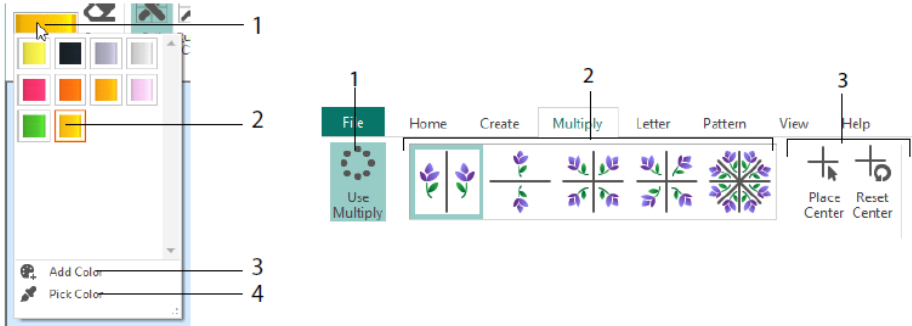 1
2
Add Color 3
Pick Color 4
1 2 3
File Home Create Multiply Letter Pattern View Help
Use Multiply
Place Center
Reset Center